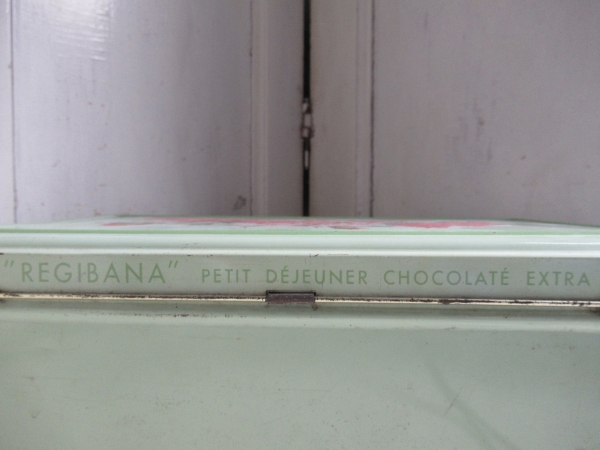 "REGIBANA" PETIT DÉJEUNER CHOCOLATÉ EXTRA